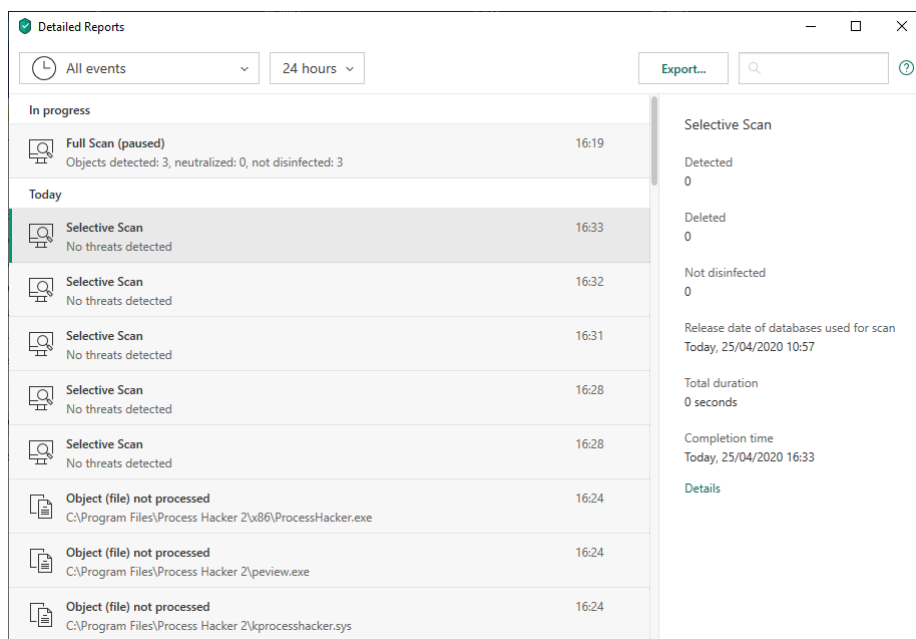 Detailed Reports
All events
24 hours
Export...
In progress
Full Scan (paused)
16:19
Objects detected: 3, neutralized: 0, not disinfected: 3
Today
Selective Scan
16:33
No threats detected
Selective Scan
16:32
No threats detected
Selective Scan
16:31
No threats detected
Selective Scan
16:28
No threats detected
Selective Scan
16:28
No threats detected
Object (file) not processed
16:24
C:\Program Files\Process Hacker 2\x86\ProcessHacker.exe
Object (file) not processed
16:24
C:\Program Files\Process Hacker 2\peview.exe
Object (file) not processed
16:24
C:\Program Files\Process Hacker 2\kprocesshacker.sys
Selective Scan
Detected
0
Deleted
0
Not disinfected
0
Release date of databases used for scan
Today, 25/04/2020 10:57
Total duration
0 seconds
Completion time
Today, 25/04/2020 16:33
Details